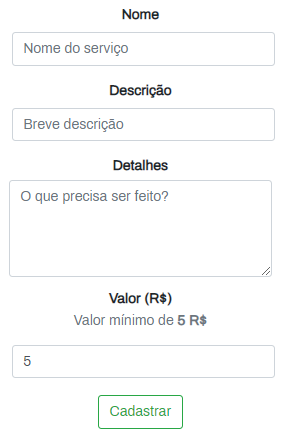 Nome
Nome do serviço
Descrição
Breve descrição
Detalhes
O que precisa ser feito?
Valor (R$)
Valor mínimo de 5 R$
5
Cadastrar